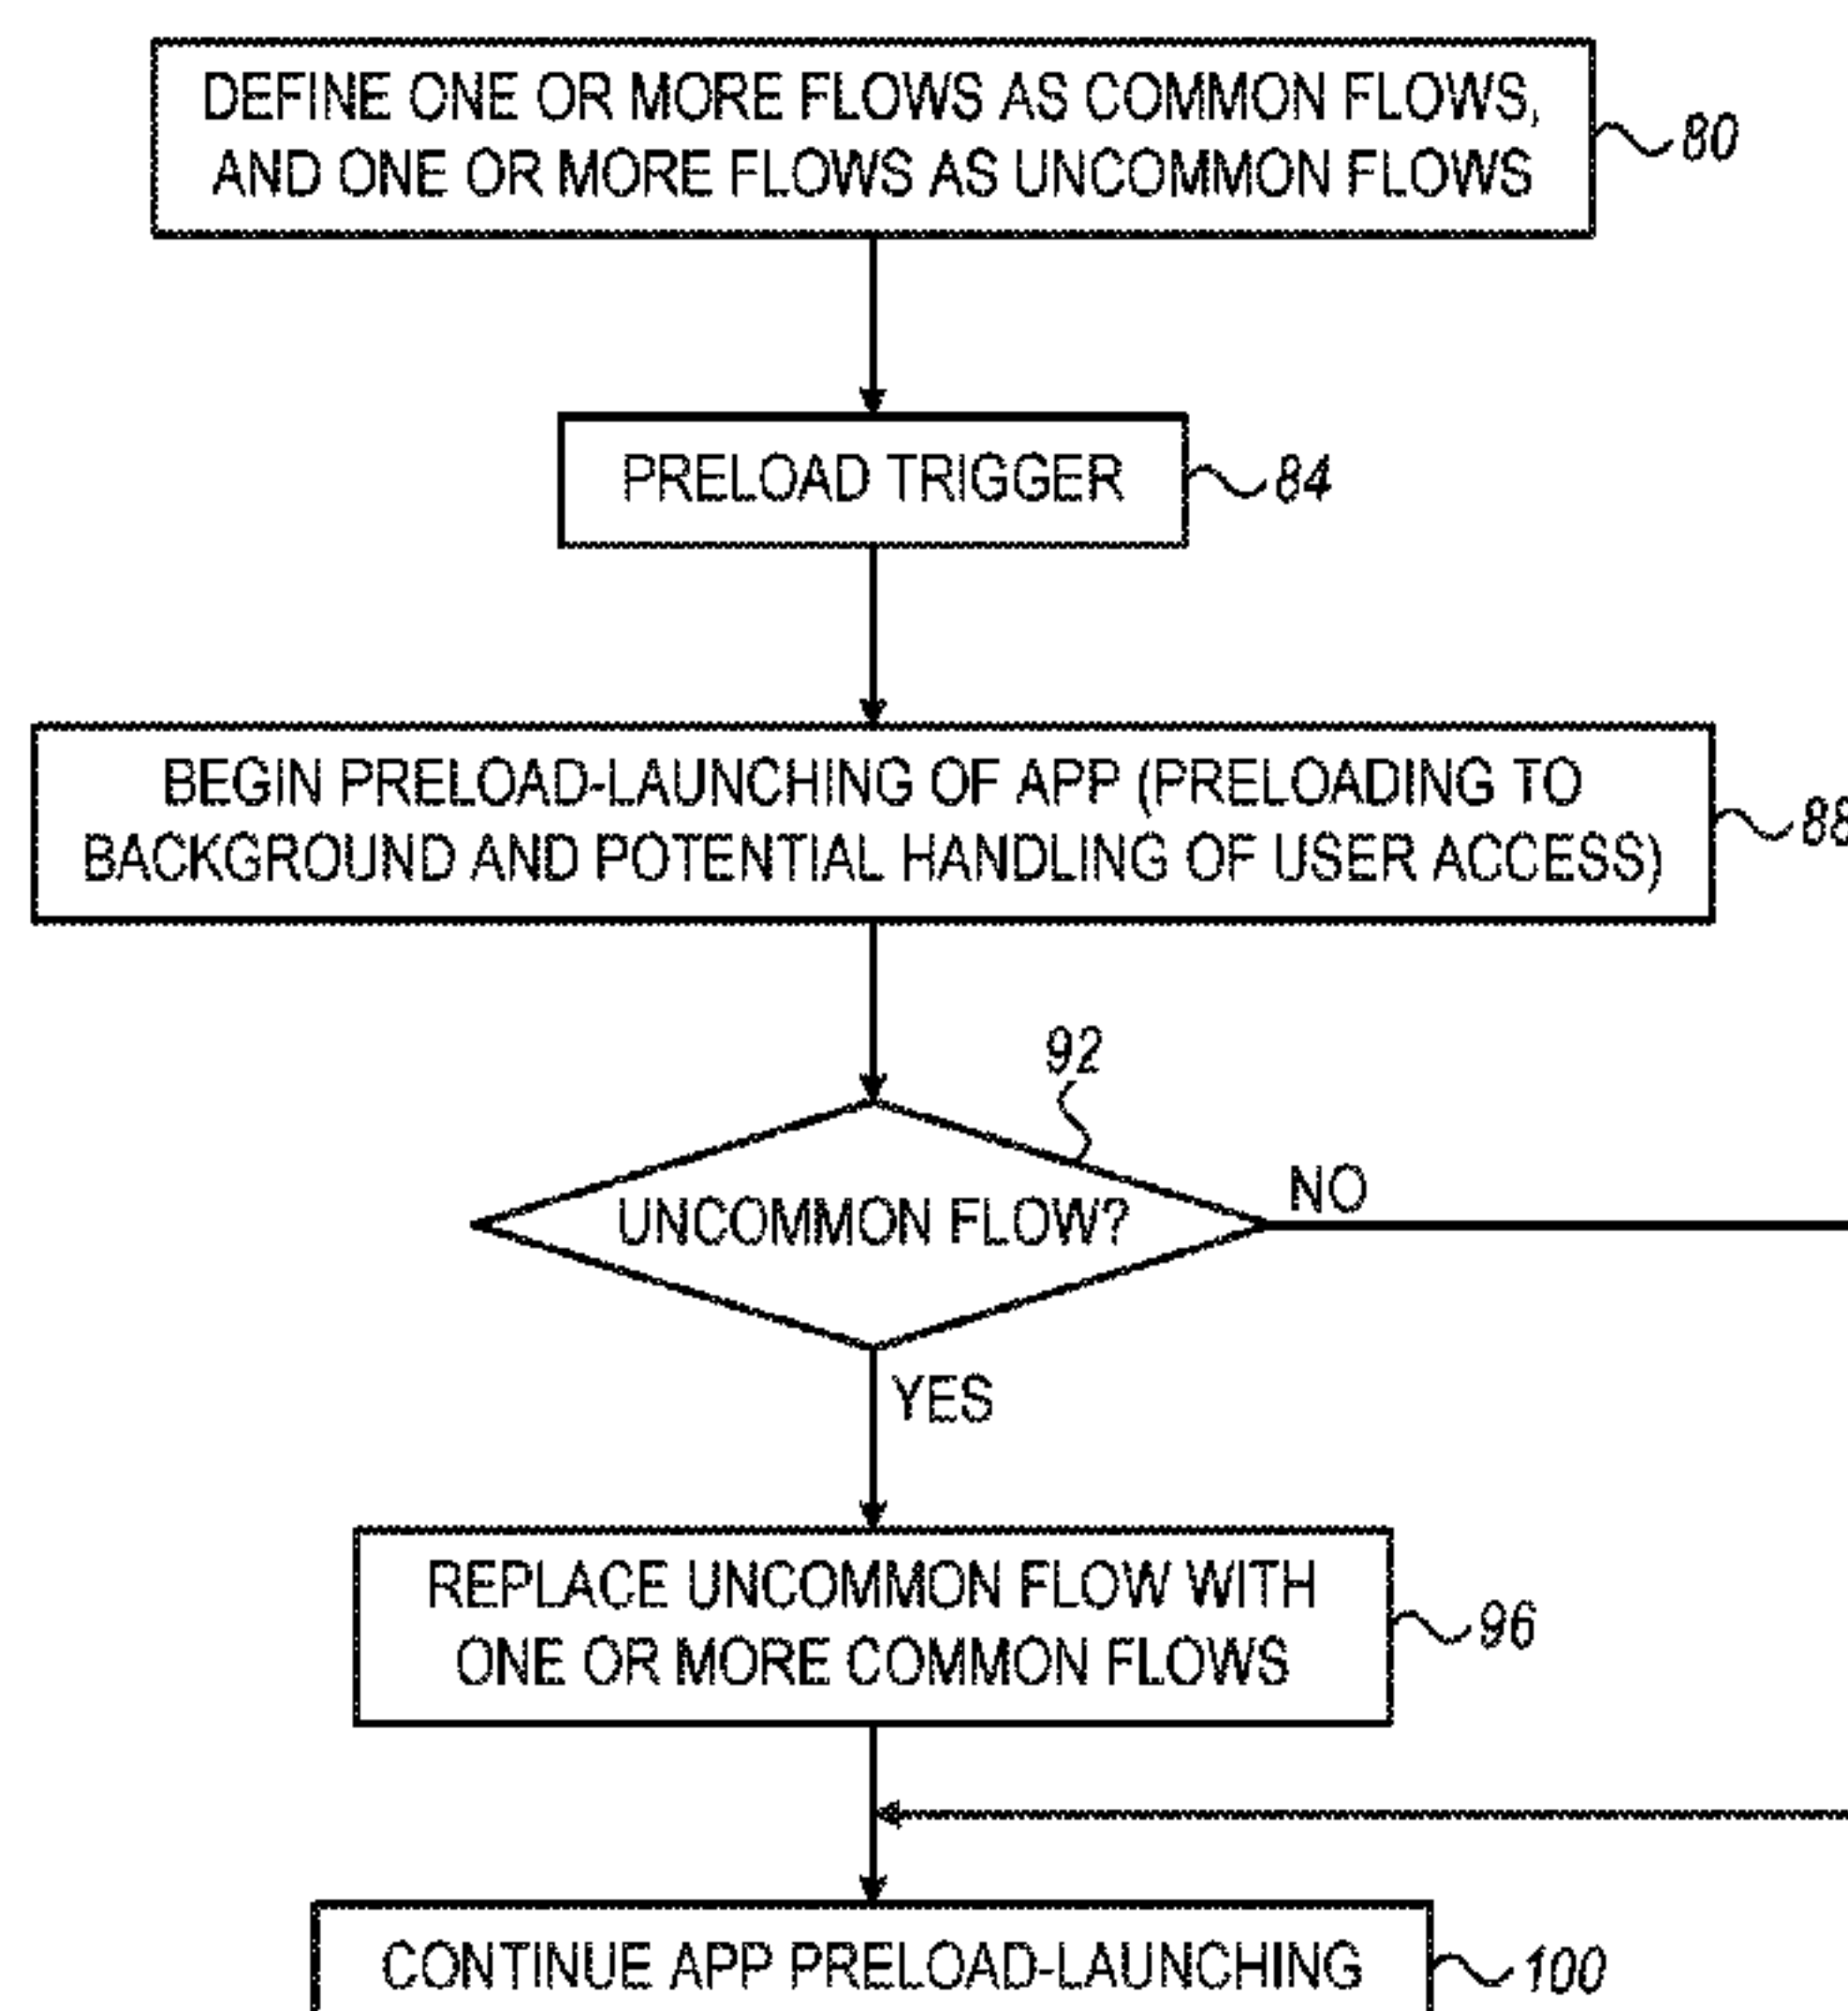 DEFINE ONE OR MORE FLOWS AS COMMON FLOWS,
AND ONE OR MORE FLOWS AS UNCOMMON FLOWS
80
PRELOAD TRIGGER
84
BEGIN PRELOAD-LAUNCHING OF APP (PRELOADING TO
BACKGROUND AND POTENTIAL HANDLING OF USER ACCESS)
88
92
UNCOMMON FLOW?
NO
YES
REPLACE UNCOMMON FLOW WITH
ONE OR MORE COMMON FLOWS
96
CONTINUE APP PRELOAD-LAUNCHING
100